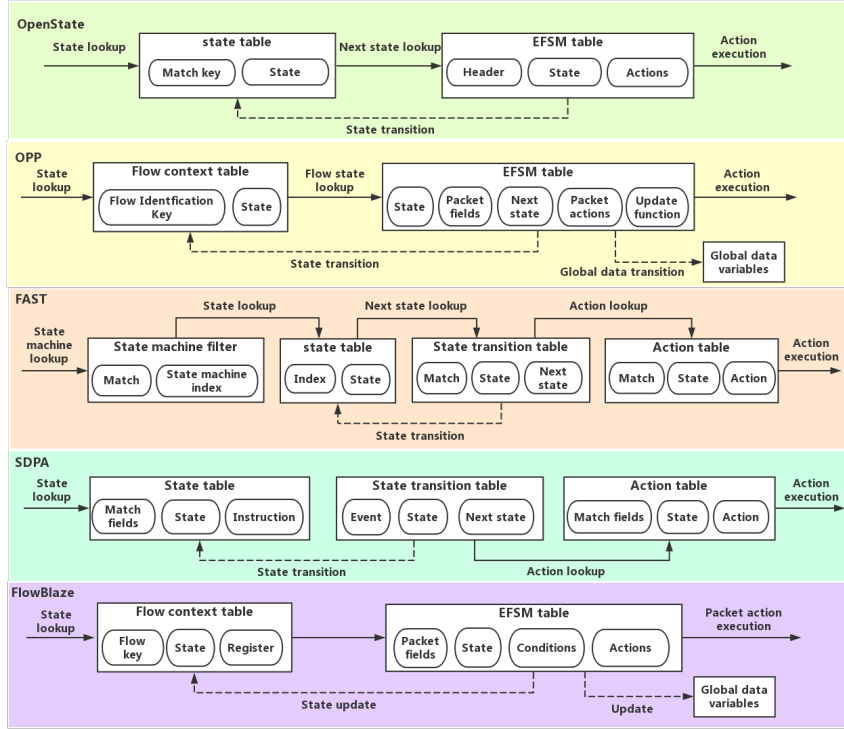 OpenState
State lookup
state table
Match key
State
Next state lookup
EFSM table
Header
State
Actions
Action
execution
State transition
OPP
State
lookup
Flow context table
Flow Identfication
Key
State
Flow state
lookup
EFSM table
State
Packet
fields
Next
state
Packet
actions
Update
function
Action
execution
State transition
Global data transition
Global data
variables
FAST
State
machine
lookup
State lookup
Next state lookup
Action lookup
State machine filter
Match
State machine
index
state table
Index
State
State transition table
Match
State
Next
state
Action table
Match
State
Action
Action
execution
State transition
SDPA
State
lookup
State table
Match
fields
State
Instruction
State transition table
Event
State
Next state
Action table
Match fields
State
Action
Action
execution
State transition
Action lookup
FlowBlaze
State
lookup
Flow context table
Flow
key
State
Register
EFSM table
Packet
fields
State
Conditions
Actions
Packet action
execution
State update
Update
Global data
variables